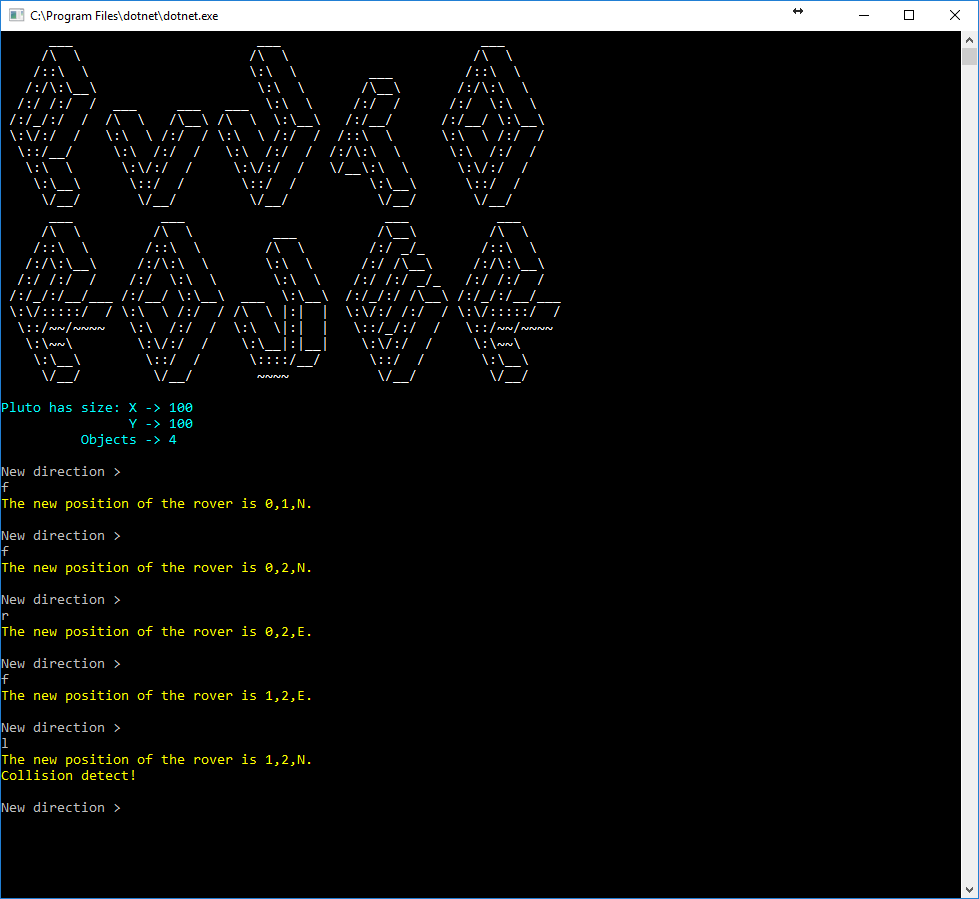 PLUTO
ROVER
C:\Program Files\dotnet\dotnet.exe
Pluto has size: X -> 100
Y -> 100
Objects -> 4
New direction >
f
The new position of the rover is 0,1,N.
New direction >
f
The new position of the rover is 0,2,N.
New direction >
r
The new position of the rover is 0,2,E.
New direction >
f
The new position of the rover is 1,2,E.
New direction >
l
The new position of the rover is 1,2,N.
Collision detect!
New direction >